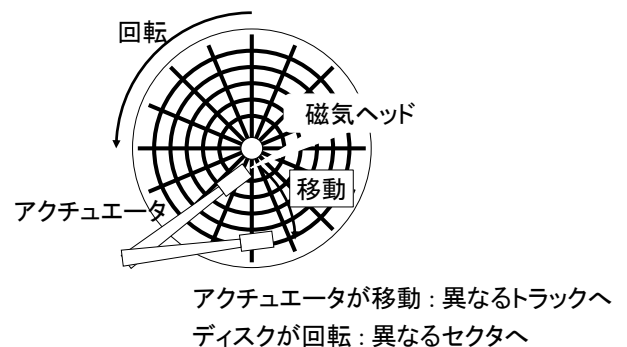 回転
磁気ヘッド
移動
アクチュエータ
アクチュエータが移動：異なるトラックへ
ディスクが回転：異なるセクタへ